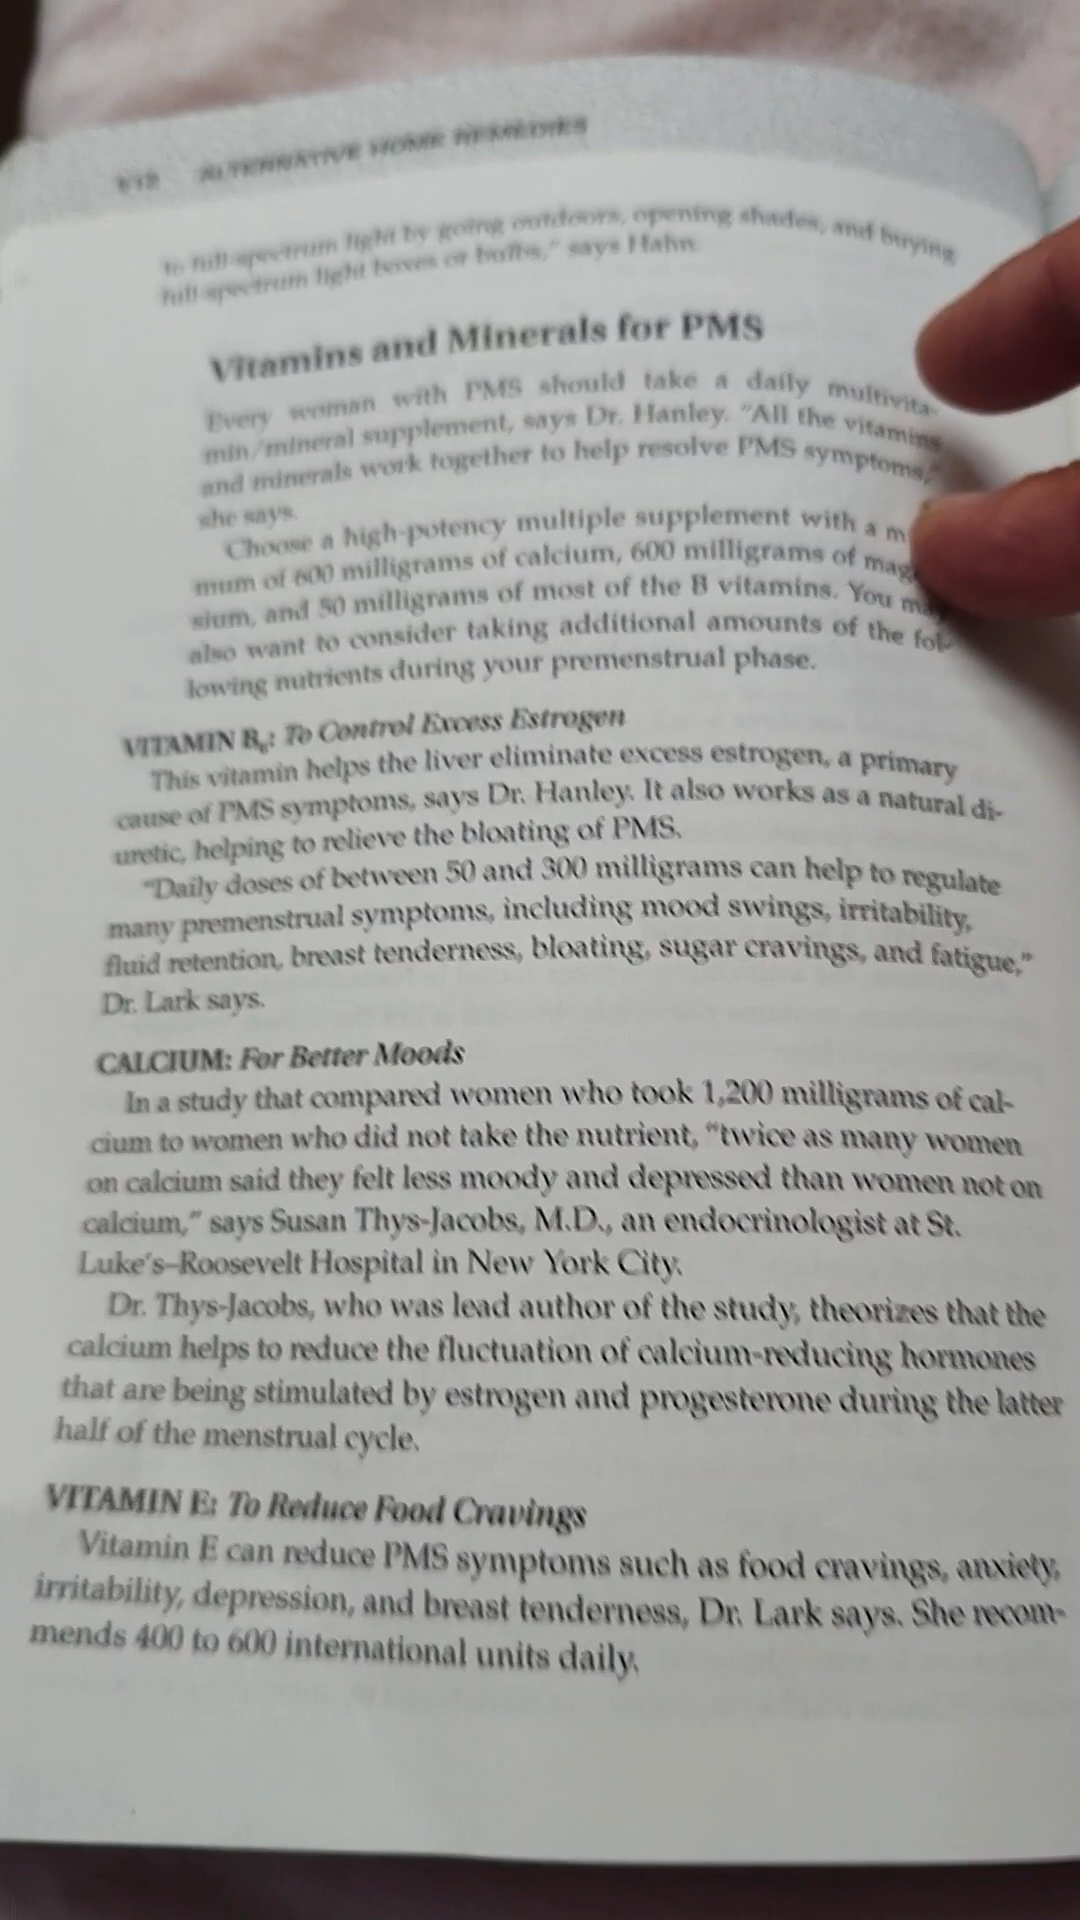 ALTERNATIVE HOME REMEDIES
to full-spectrum light by going outdoors, opening shades, and buying
full-spectrum light boxes or bulbs," says Hahn.
Vitamins and Minerals for PMS
Every woman with PMS should take a daily multivita-
min/mineral supplement, says Dr. Hanley. "All the vitamins
and minerals work together to help resolve PMS symptoms,"
she says.
Choose a high-potency multiple supplement with a
mum of 600 milligrams of calcium, 600 milligrams of
sium, and 50 milligrams of most of the B vitamins. You may
also want to consider taking additional amounts of the fol-
lowing nutrients during your premenstrual phase.
VITAMIN B6: To Control Excess Estrogen
This vitamin helps the liver eliminate excess estrogen, a primary
cause of PMS symptoms, says Dr. Hanley. It also works as a natural di-
uretic, helping to relieve the bloating of PMS.
"Daily doses of between 50 and 300 milligrams can help to regulate
many premenstrual symptoms, including mood swings, irritability,
fluid retention, breast tenderness, bloating, sugar cravings, and fatigue,"
Dr. Lark says.
CALCIUM: For Better Moods
In a study that compared women who took 1,200 milligrams of cal-
cium to women who did not take the nutrient, "twice as many women
on calcium said they felt less moody and depressed than women not on
calcium," says Susan Thys-Jacobs, M.D., an endocrinologist at St.
Luke's–Roosevelt Hospital in New York City.
Dr. Thys-Jacobs, who was lead author of the study, theorizes that the
calcium helps to reduce the fluctuation of calcium-reducing hormones
that are being stimulated by estrogen and progesterone during the latter
half of the menstrual cycle.
VITAMIN E: To Reduce Food Cravings
Vitamin E can reduce PMS symptoms such as food cravings, anxiety,
irritability, depression, and breast tenderness, Dr. Lark says. She recom-
mends 400 to 600 international units daily.